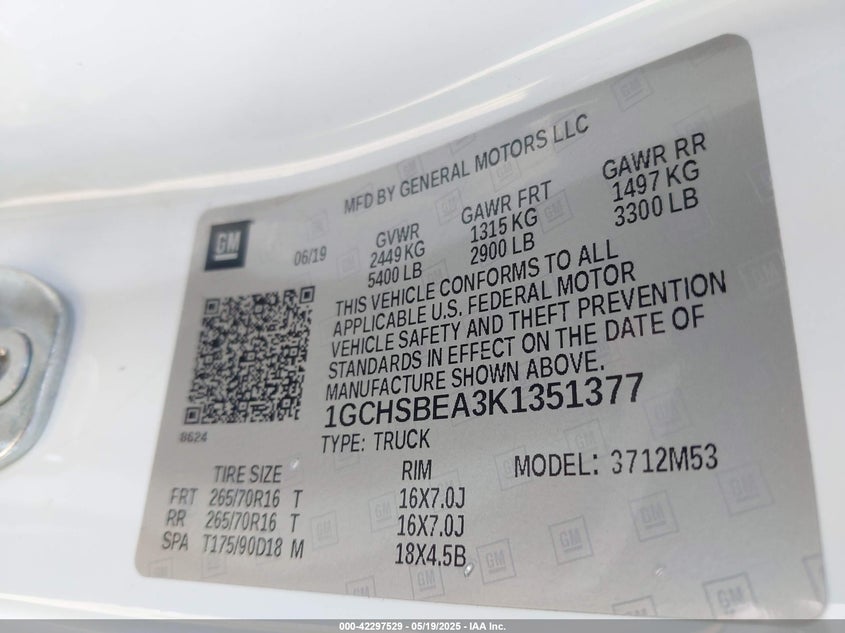 MFD BY GENERAL MOTORS LLC
GM
06/19
GVWR
2449 KG
5400 LB
GAWR FRT
1315 KG
2900 LB
GAWR RR
1497 KG
3300 LB
THIS VEHICLE CONFORMS TO ALL
APPLICABLE U.S. FEDERAL MOTOR
VEHICLE SAFETY AND THEFT PREVENTION
STANDARDS IN EFFECT ON THE DATE OF
MANUFACTURE SHOWN ABOVE.
1GCHSBEA3K1351377
8624
TYPE: TRUCK
MODEL: 3712M53
TIRE SIZE RIM
FRT 265/70R16 T 16X7.0J
RR 265/70R16 T 16X7.0J
SPA T175/90D18 M 18X4.5B
000-42297529 - 05/19/2025 - IAA Inc.